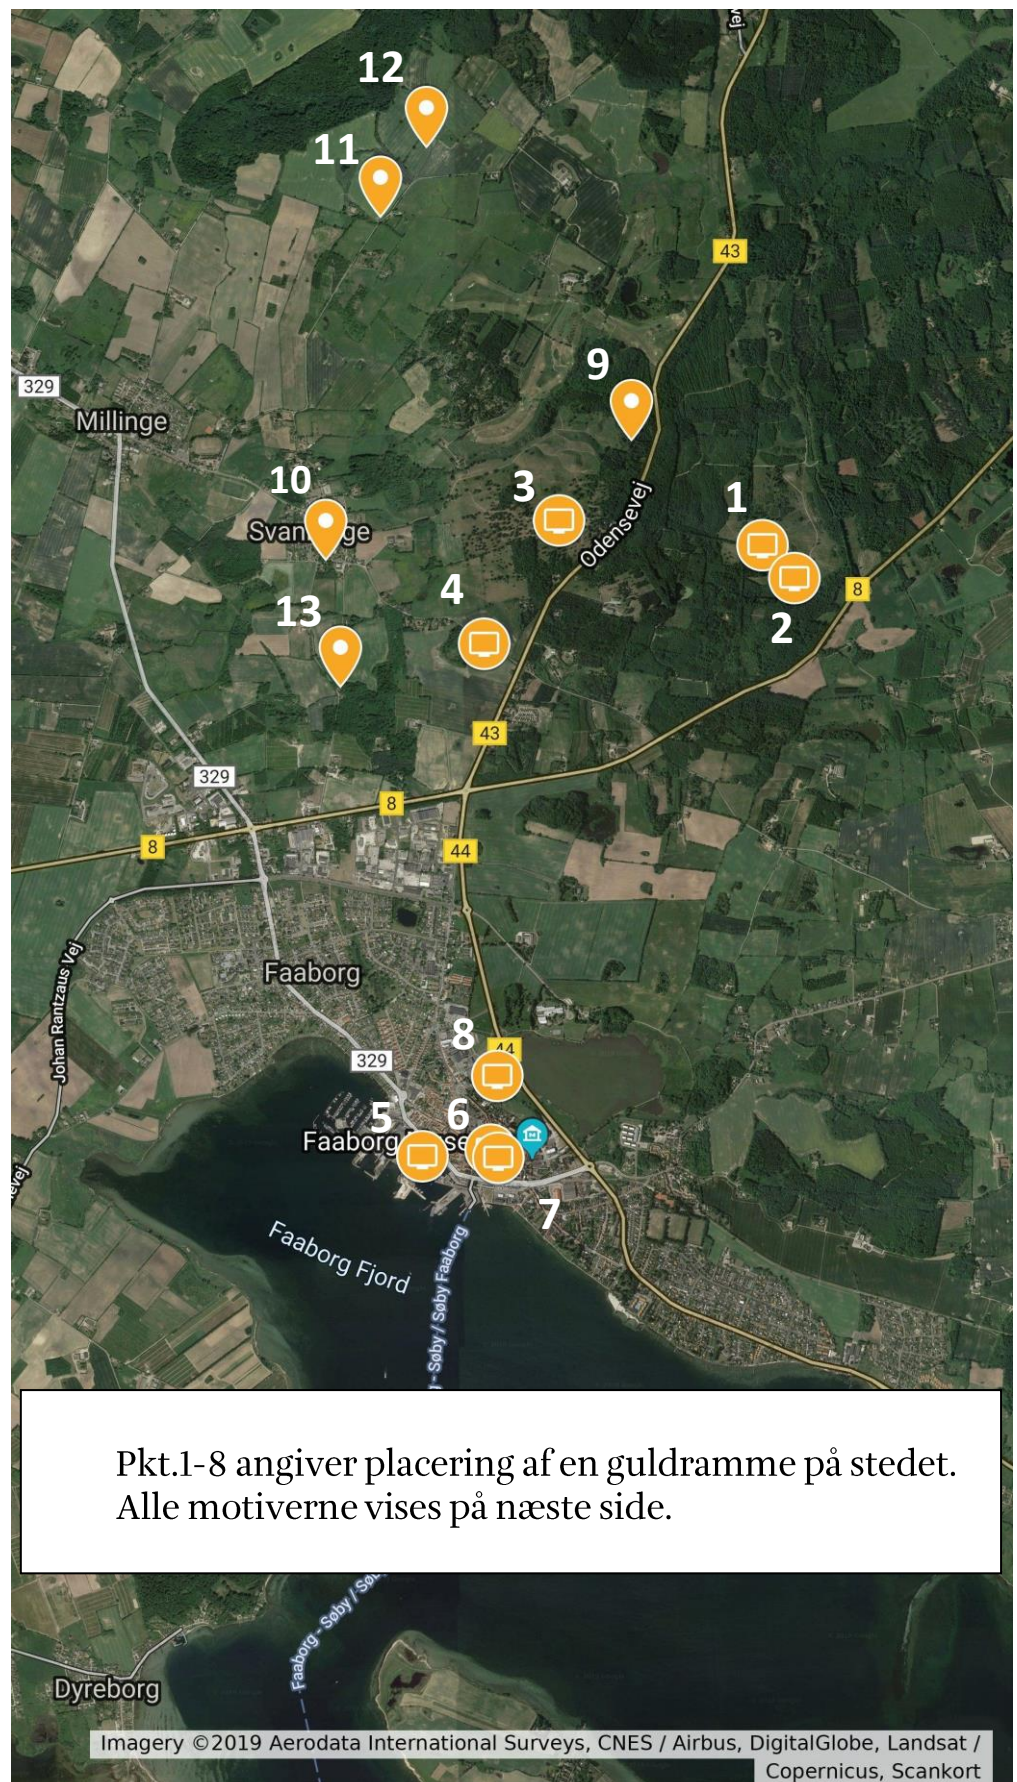 vej
12
11
43
9
329
Millinge
10
3
1
Svan ge
Odensevej
4
8
13
2
43
329
8
8
44
Johan Rantzaus Vej
Faaborg
8
44
329
5
6
Faaborg
7
Faaborg Fjord
- Søby / Søby Faaborg
Pkt.1-8 angiver placering af en guldramme på stedet.
Alle motiverne vises på næste side.
Faaborg - Søby /
Dyreborg
Imagery ©2019 Aerodata International Surveys, CNES / Airbus, DigitalGlobe, Landsat /
Copernicus, Scankort